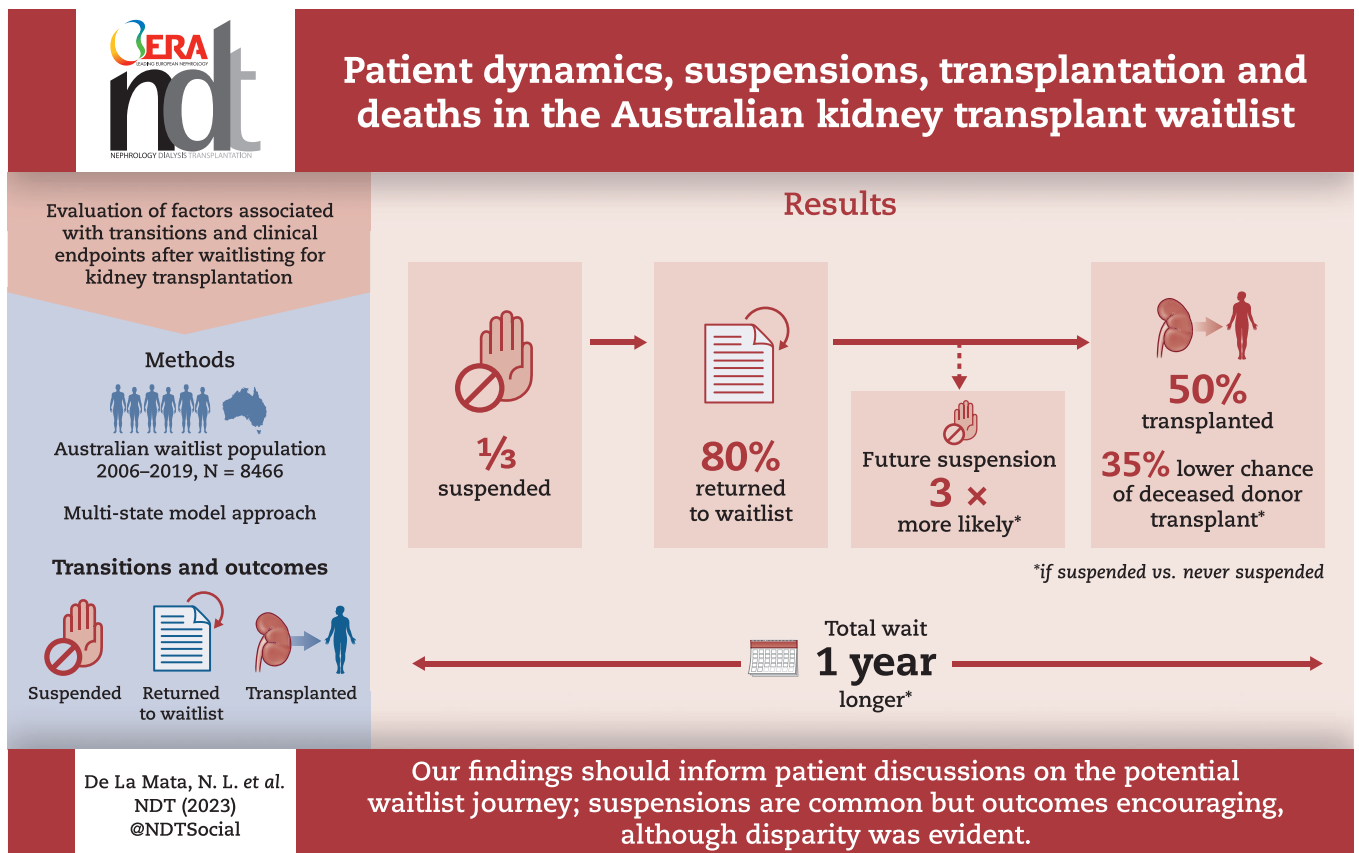 ERA
LEADING EUROPEAN NEPHROLOGY
ndt
NEPHROLOGY DIALYSIS TRANSPLANTATION
Patient dynamics, suspensions, transplantation and
deaths in the Australian kidney transplant waitlist
Evaluation of factors associated
with transitions and clinical
endpoints after waitlisting for
kidney transplantation
Methods
Australian waitlist population
2006–2019, N = 8466
Multi-state model approach
Transitions and outcomes
Suspended
Returned
to waitlist
Transplanted
Results
⅓
suspended
80%
returned
to waitlist
Future suspension
3 ×
more likely*
50%
transplanted
35% lower chance
of deceased donor
transplant*
*if suspended vs. never suspended
Total wait
1 year
longer*
De La Mata, N. L. et al.
NDT (2023)
@NDTSocial
Our findings should inform patient discussions on the potential
waitlist journey; suspensions are common but outcomes encouraging,
although disparity was evident.